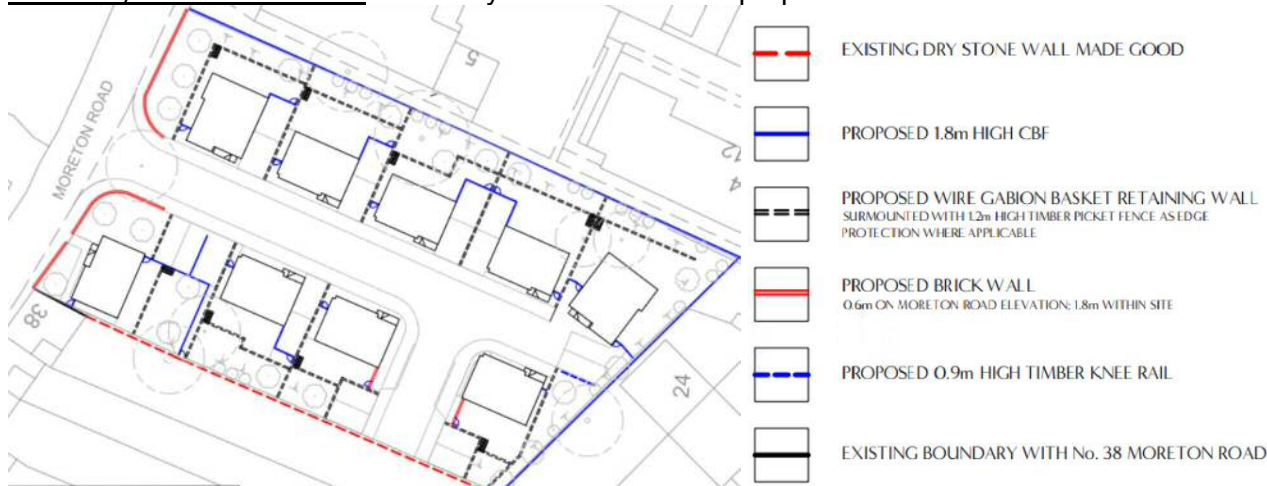 MORETON ROAD
5
12
4
38
24
EXISTING DRY STONE WALL MADE GOOD
PROPOSED 1.8m HIGH CBF
PROPOSED WIRE GABION BASKET RETAINING WALL
SURMOUNTED WITH 1.2m HIGH TIMBER PICKET FENCE AS EDGE
PROTECTION WHERE APPLICABLE
PROPOSED BRICK WALL
0.6m ON MORETON ROAD ELEVATION; 1.8m WITHIN SITE
PROPOSED 0.9m HIGH TIMBER KNEE RAIL
EXISTING BOUNDARY WITH No. 38 MORETON ROAD